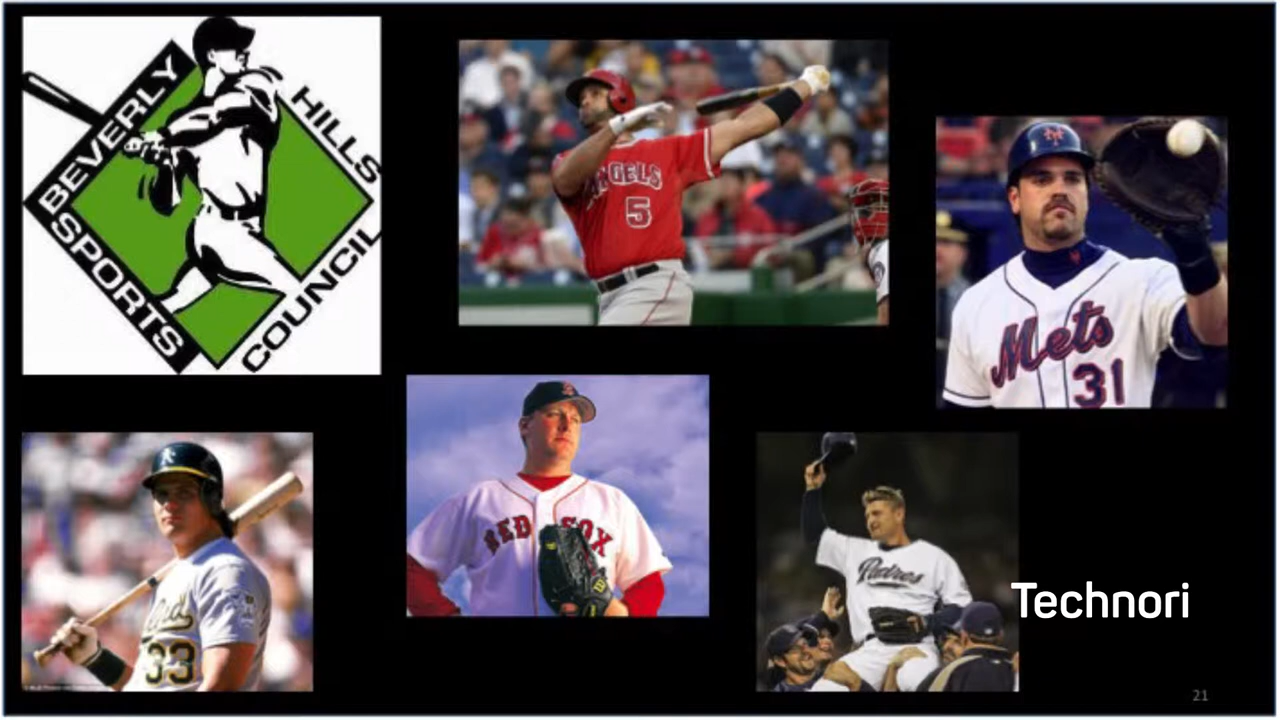 BEVERLY
HILLS
SPORTS
COUNCIL
ANGELS
5
Mets
31
RED SOX
Padres
33
Technori
21